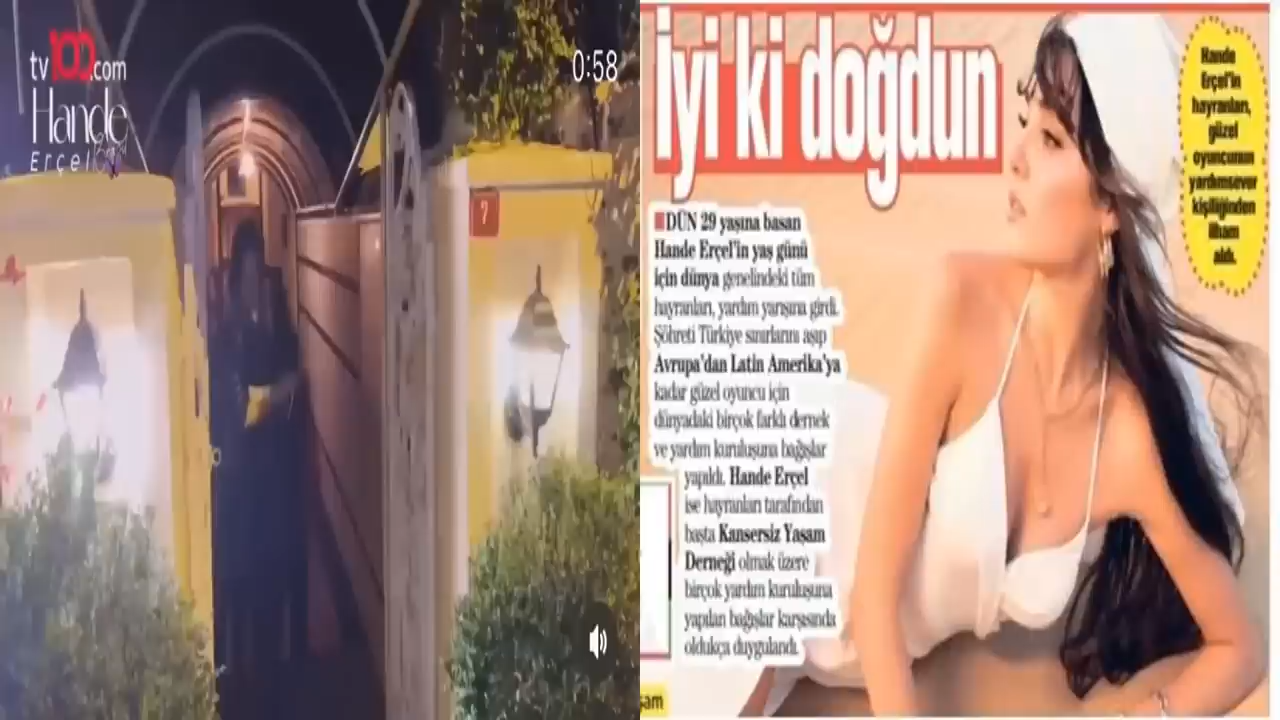 tv100.com
Hande
Erçel
0:58
7
İyi ki doğdun
DÜN 29 yaşına basan
Hande Erçel'in yaş günü
için dünya genelindeki tüm
hayranları, yardım yarışına girdi.
Şöhreti Türkiye sınırlarını aşıp
Avrupa'dan Latin Amerika'ya
kadar güzel oyuncu için
dünyadaki birçok farklı dernek
ve yardım kuruluşuna bağışlar
yapıldı. Hande Erçel
ise hayranları tarafından
başta Kansersiz Yaşam
Derneği olmak üzere
birçok yardım kuruluşuna
yapılan bağışlar karşısında
oldukça duygulandı.
Hande
Erçel'in
hayranları,
güzel
oyuncunun
yardımsever
kişiliğinden
ilham
aldı.